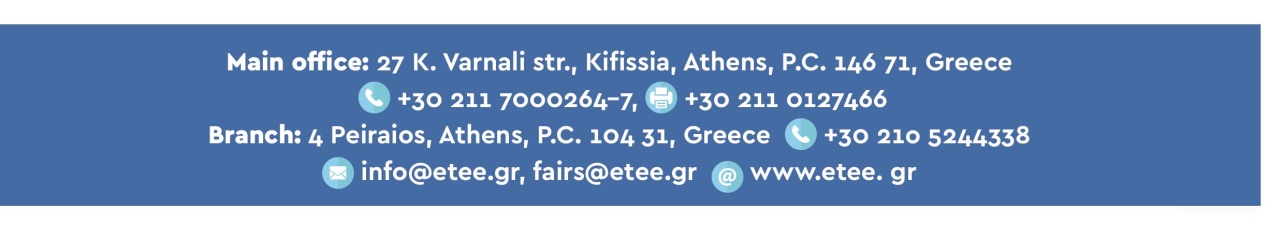 Main office: 27 K. Varnali str., Kifissia, Athens, P.C. 146 71, Greece
+30 211 7000264-7, +30 211 0127466
Branch: 4 Peiraios, Athens, P.C. 104 31, Greece +30 210 5244338
info@etee.gr, fairs@etee.gr @ www.etee. gr